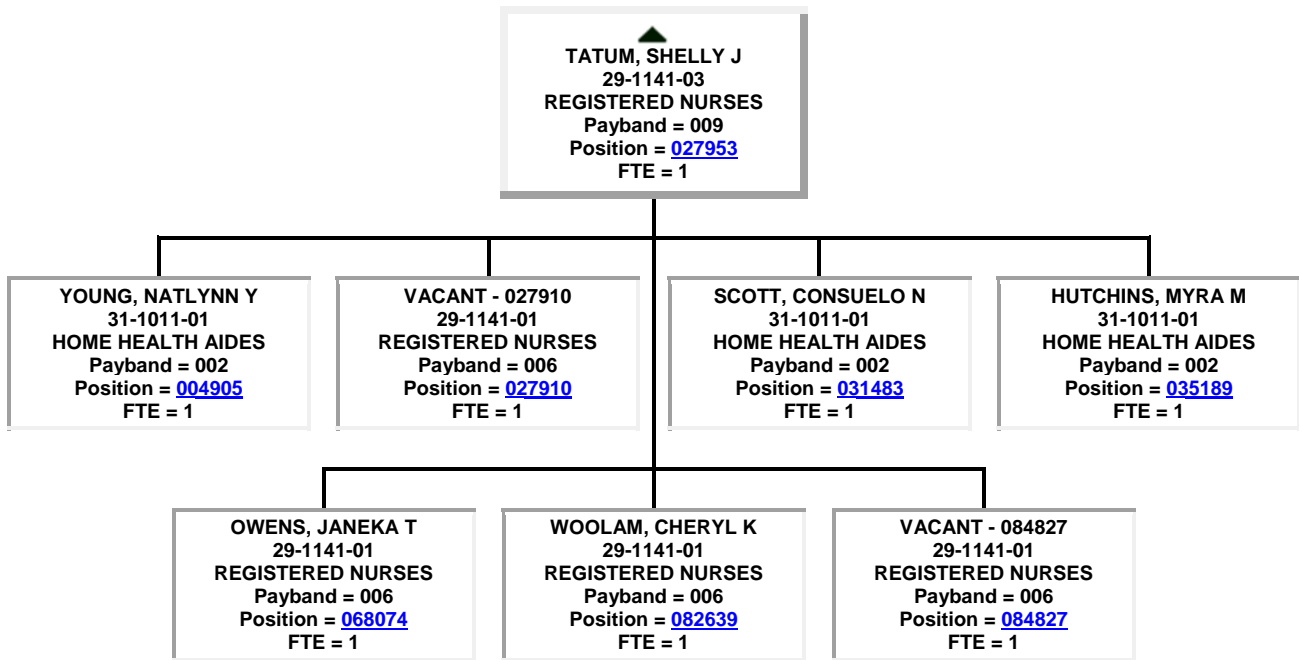 TATUM, SHELLY J
29-1141-03
REGISTERED NURSES
Payband = 009
Position = 027953
FTE = 1
YOUNG, NATLYNN Y
31-1011-01
HOME HEALTH AIDES
Payband = 002
Position = 004905
FTE = 1
VACANT - 027910
29-1141-01
REGISTERED NURSES
Payband = 006
Position = 027910
FTE = 1
SCOTT, CONSUELO N
31-1011-01
HOME HEALTH AIDES
Payband = 002
Position = 031483
FTE = 1
HUTCHINS, MYRA M
31-1011-01
HOME HEALTH AIDES
Payband = 002
Position = 035189
FTE = 1
OWENS, JANEKA T
29-1141-01
REGISTERED NURSES
Payband = 006
Position = 068074
FTE = 1
WOOLAM, CHERYL K
29-1141-01
REGISTERED NURSES
Payband = 006
Position = 082639
FTE = 1
VACANT - 084827
29-1141-01
REGISTERED NURSES
Payband = 006
Position = 084827
FTE = 1